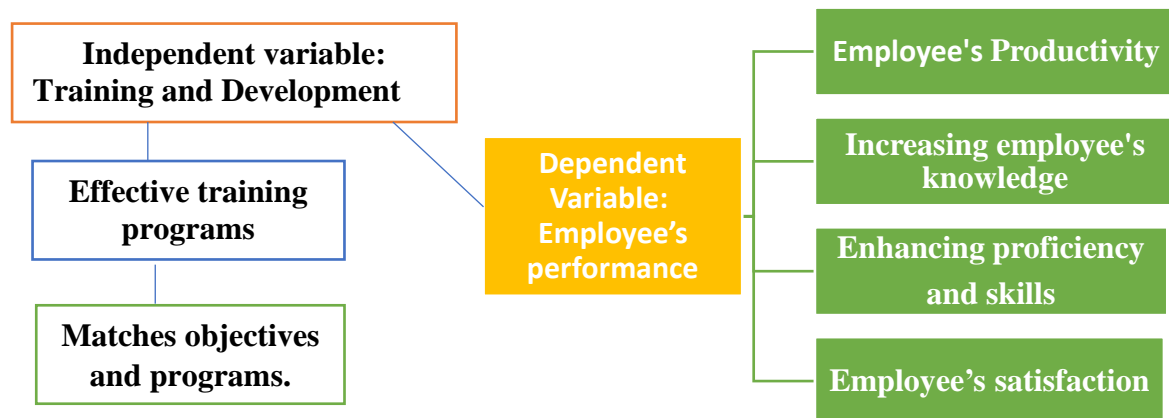 Independent variable:
Training and Development
Effective training
programs
Matches objectives
and programs.
Dependent
Variable:
Employee’s
performance
Employee's Productivity
Increasing employee's
knowledge
Enhancing proficiency
and skills
Employee’s satisfaction